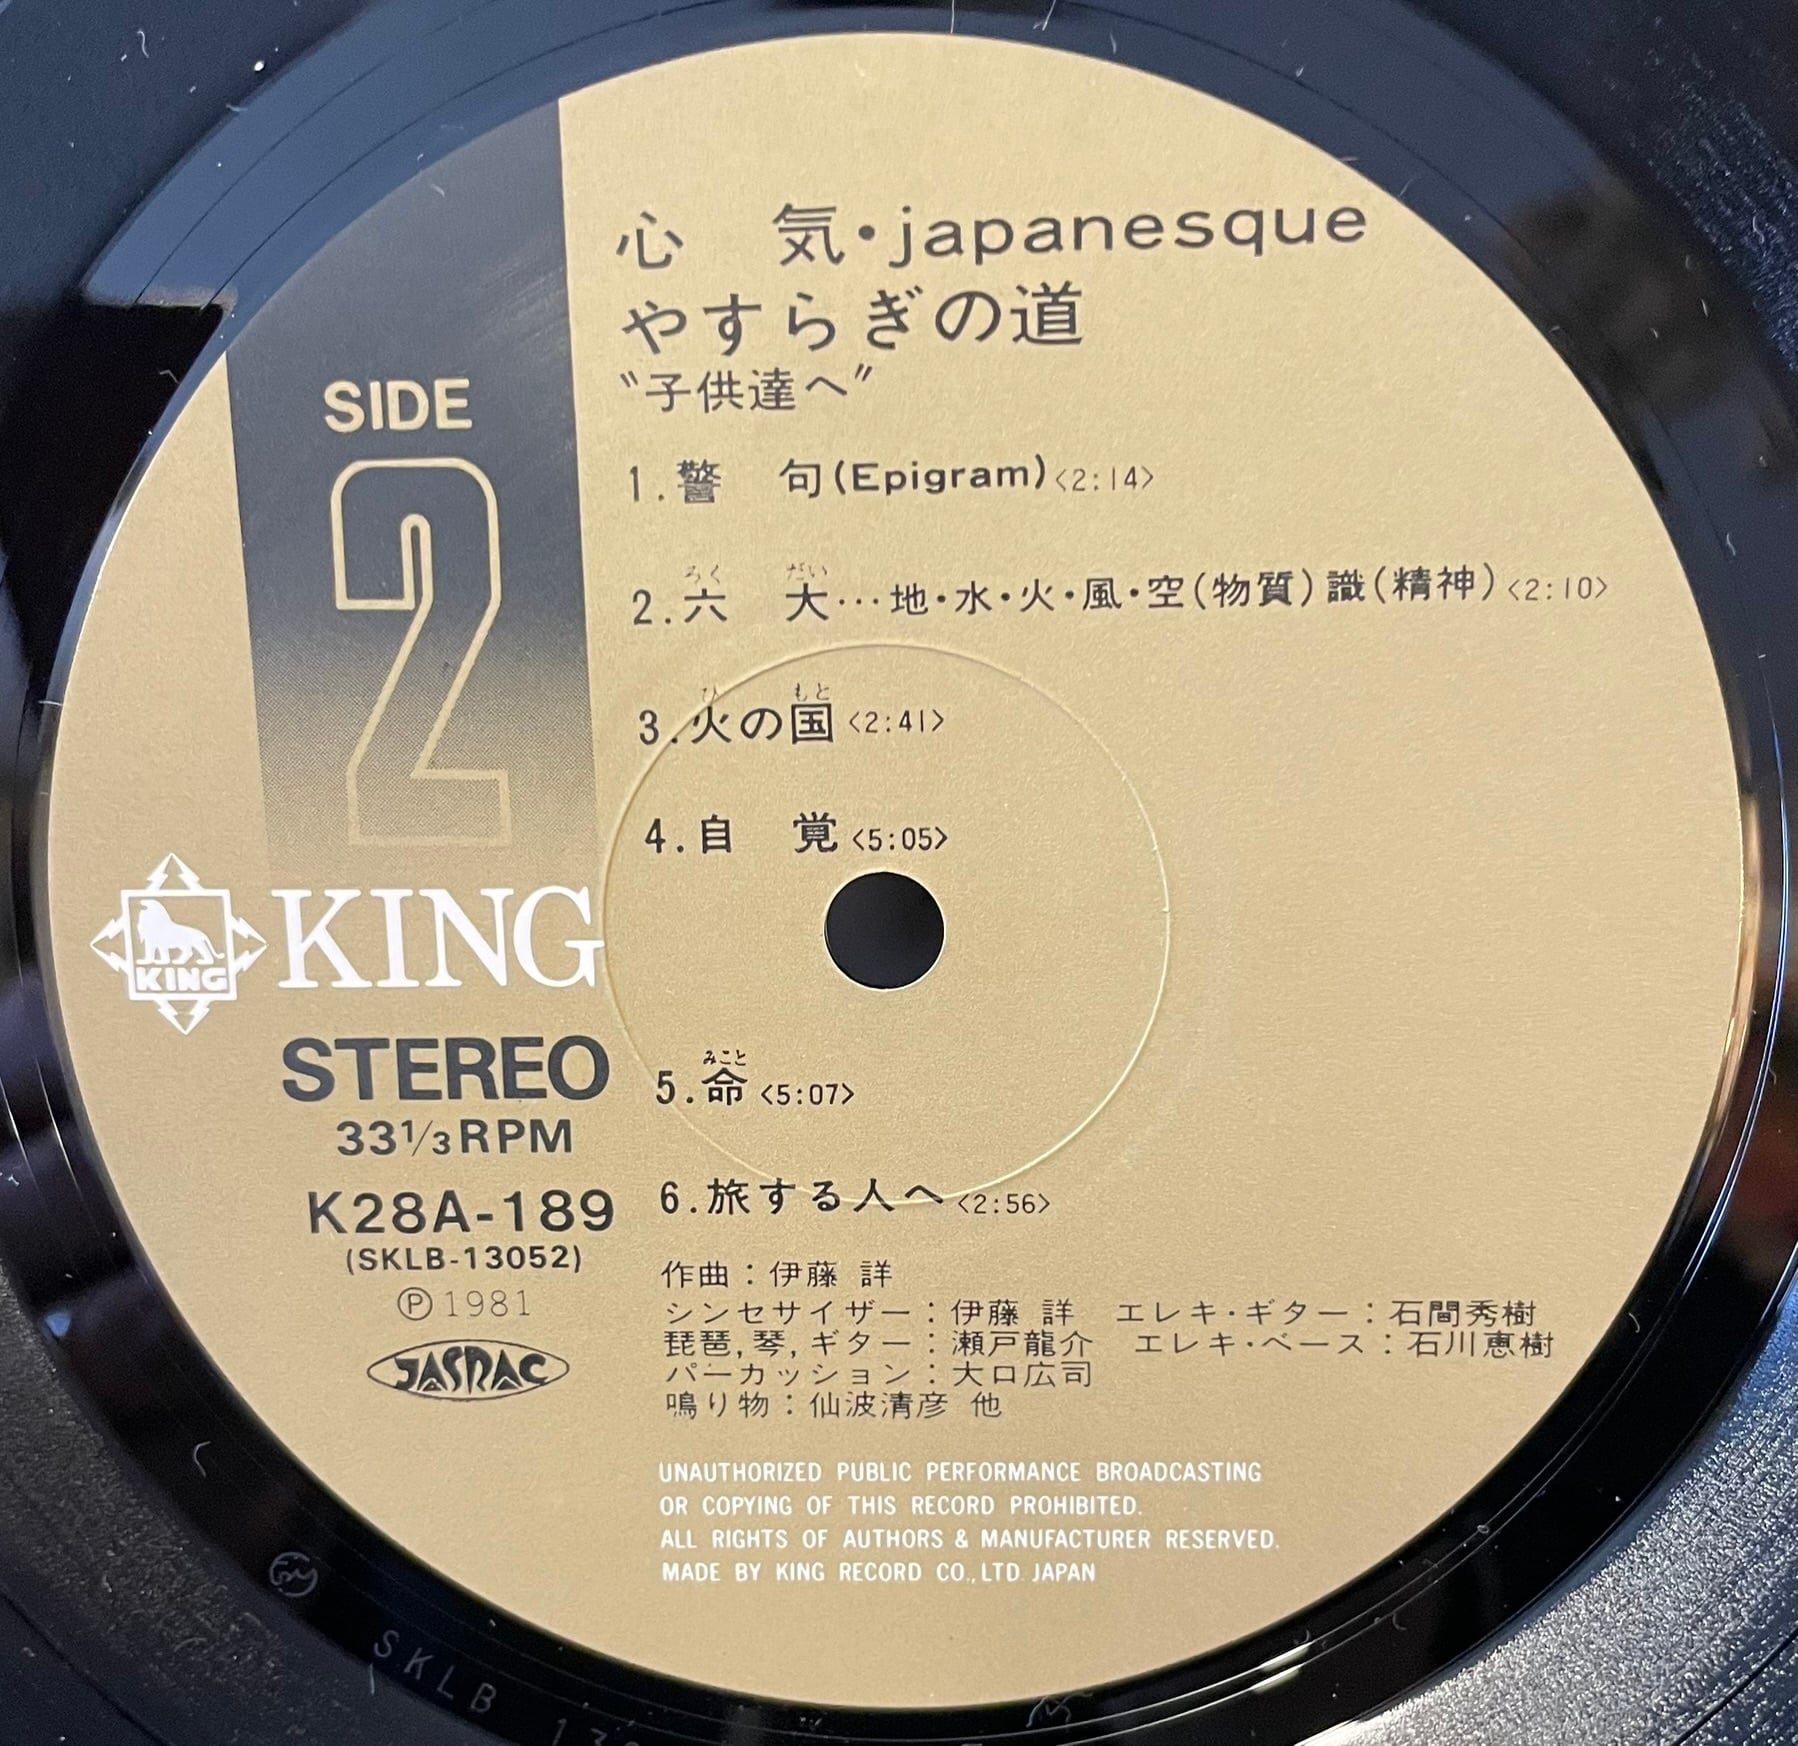 心　気・japanesque
やすらぎの道
“子供達へ”
SIDE
2
1.警　句(Epigram)<2:14>
ろく　だい
2.六　大…地・水・火・風・空(物質)識(精神)<2:10>
ひ　もと
3.火の国<2:41>
4.自　覚<5:05>
KING
KING
STEREO
33⅓RPM
K28A-189
(SKLB-13052)
Ⓟ1981
JASRAC
みこと
5.命<5:07>
6.旅する人へ<2:56>
作曲：伊藤 詳
シンセサイザー：伊藤 詳　エレキ・ギター：石間秀樹
琵琶,琴,ギター：瀬戸龍介　エレキ・ベース：石川恵樹
パーカッション：大口広司
鳴り物：仙波清彦 他
UNAUTHORIZED PUBLIC PERFORMANCE BROADCASTING
OR COPYING OF THIS RECORD PROHIBITED.
ALL RIGHTS OF AUTHORS & MANUFACTURER RESERVED.
MADE BY KING RECORD CO.,LTD. JAPAN
SKLB